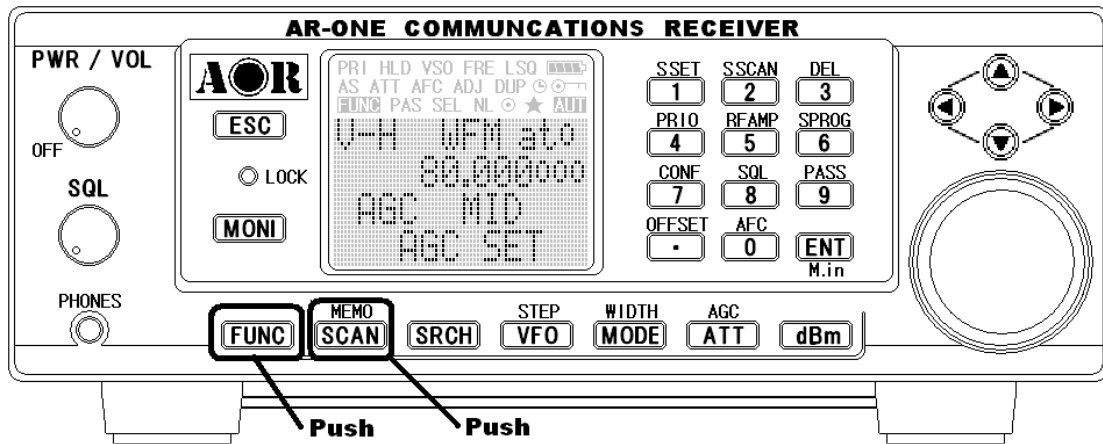 AR-ONE COMMUNCATIONS RECEIVER
PWR / VOL
OFF
SQL
PHONES
AOR
ESC
LOCK
MONI
PRI HLD VSO FRE LSQ
AS ATT AFC ADJ DUP
FUNC PAS SEL NL AUT
V-H WFM ato
80.000000
AGC MID
AGC SET
SSET SSCAN DEL
1 2 3
PRIO RFAMP SPROG
4 5 6
CONF SQL PASS
7 8 9
OFFSET AFC
. 0 ENT
M.in
MEMO STEP WIDTH AGC
FUNC SCAN SRCH VFO MODE ATT dBm
Push Push